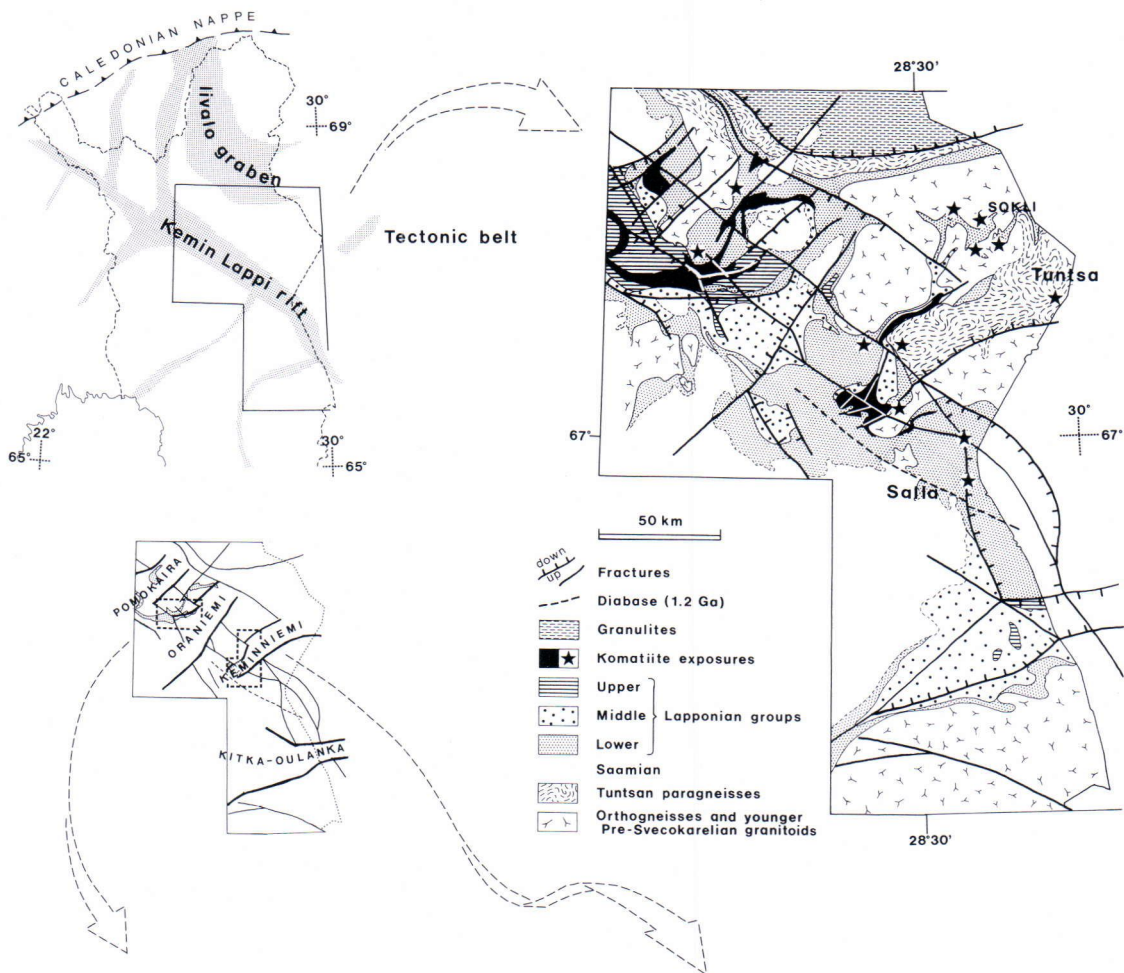 CALEDONIAN NAPPE
Iivalo graben
30°
69°
Kemin Lappi rift
Tectonic belt
22°
65°
30°
65°
28°30'
SOKLI
Tuntsa
67°
30°
67°
Salla
50 km
28°30'
down
up
Fractures
Diabase (1.2 Ga)
Granulites
Komatiite exposures
Upper
Middle Lapponian groups
Lower
Saamian
Tuntsan paragneisses
Orthogneisses and younger
Pre-Svecokarelian granitoids
POMOKAIRA
ORANIEMI
KEMINNIEMI
KITKA-OULANKA